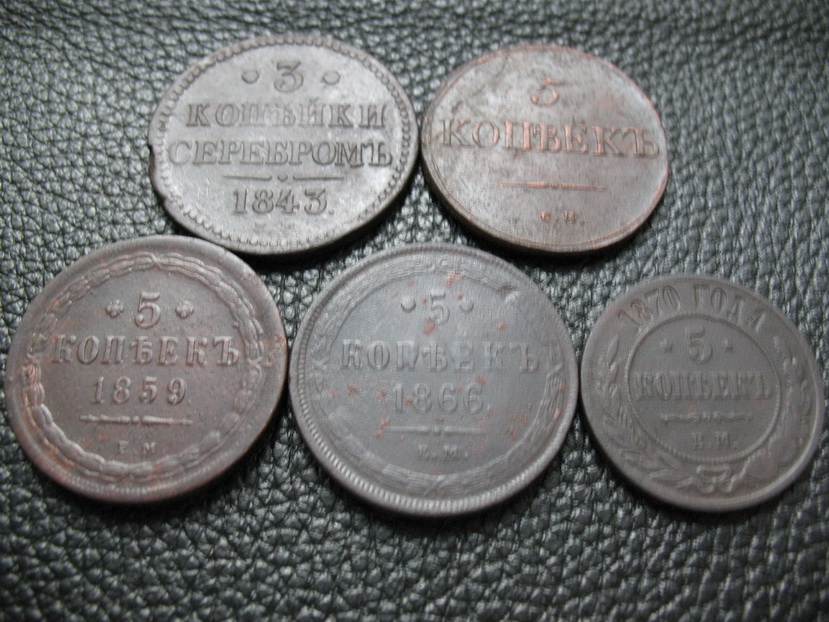 3
КОПѢЙКИ
СЕРЕБРОМЪ
1843.
5
КОПѢЕКЪ
С.М.
5
КОПѢЕКЪ
1859
Е.М
5
КОПѢЕКЪ
1866
Е.М.
1870 ГОДА
5
КОПѢЕКЪ
Е.М